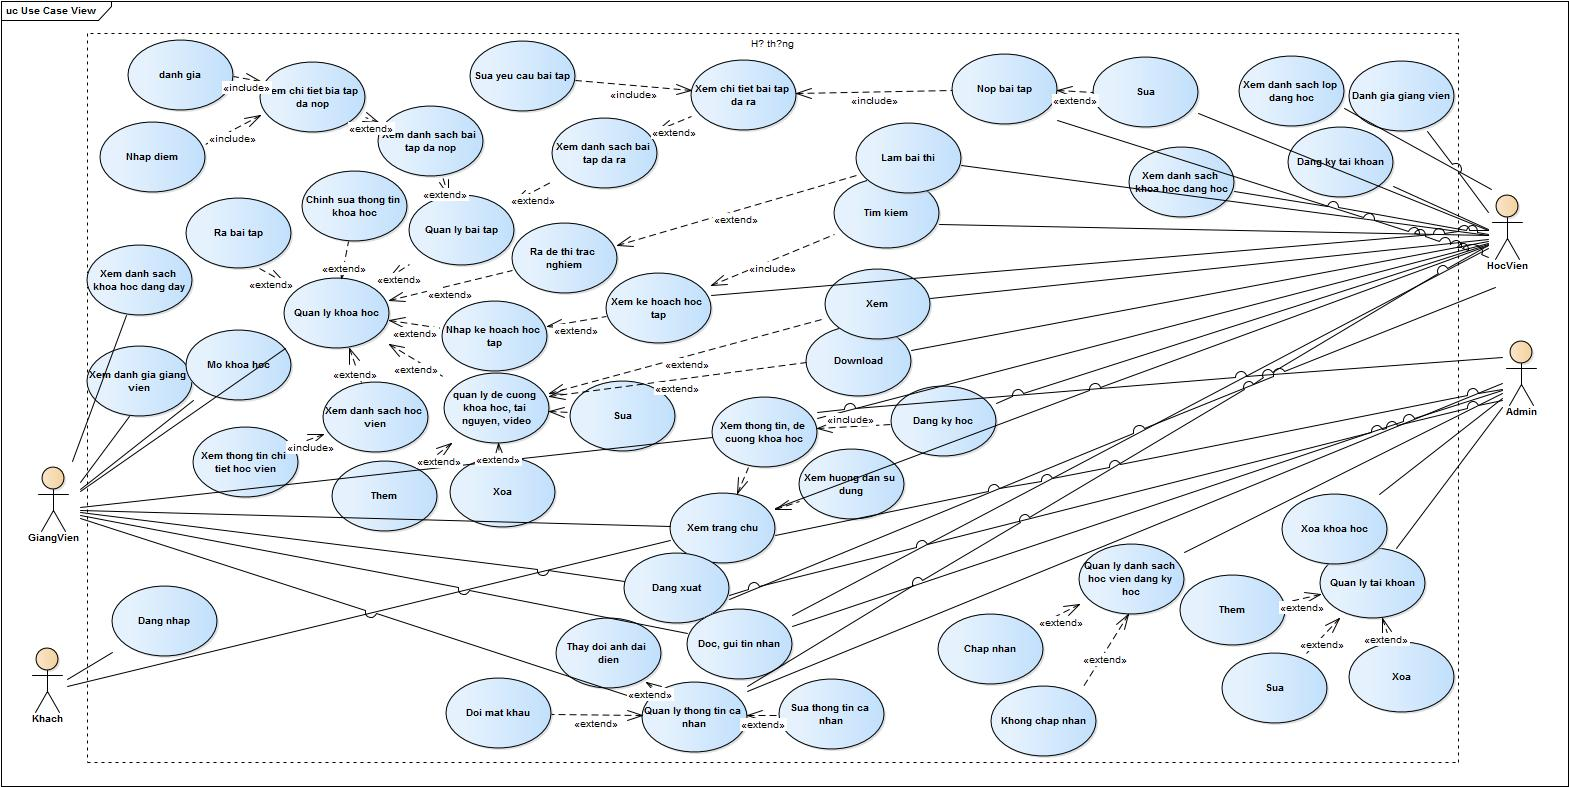 uc Use Case View
H? th?ng
danh gia
«include»
em chi tiet bia tap
da nop
Nhap diem
«include»
«extend»
Xem danh sach bai
tap da nop
Sua yeu cau bai tap
«include»
Xem chi tiet bai tap
da ra
«include»
Nop bai tap
«extend»
Sua
Xem danh sach lop
dang hoc
Danh gia giang vien
Xem danh sach bai
tap da ra
«extend»
Lam bai thi
Dang ky tai khoan
Xem danh sach
khoa hoc dang hoc
«extend»
«extend»
Chinh sua thong tin
khoa hoc
Quan ly bai tap
Tim kiem
«extend»
Ra bai tap
Ra de thi trac
nghiem
HocVien
«extend»
«extend»
«extend»
«extend»
«include»
Xem danh sach
khoa hoc dang day
Quan ly khoa hoc
Xem ke hoach hoc
tap
Xem
«extend»
Nhap ke hoach hoc
tap
«extend»
Mo khoa hoc
Xem danh gia giang
vien
«extend»
«extend»
«extend»
Download
«extend»
quan ly de cuong
khoa hoc, tai
nguyen, video
Sua
Xem danh sach hoc
vien
Xem thong tin, de
cuong khoa hoc
«include»
Dang ky hoc
Admin
Xem thong tin chi
tiet hoc vien
«include»
«extend»
«extend»
Them
Xoa
Xem huong dan su
dung
GiangVien
Xem trang chu
Xoa khoa hoc
Quan ly danh sach
hoc vien dang ky
hoc
Quan ly tai khoan
Dang xuat
Them
«extend»
Dang nhap
«extend»
Doc, gui tin nhan
Thay doi anh dai
dien
Chap nhan
«extend»
«extend»
«extend»
Khach
«extend»
Doi mat khau
«extend»
Quan ly thong tin ca
nhan
«extend»
Sua thong tin ca
nhan
Khong chap nhan
Sua
Xoa